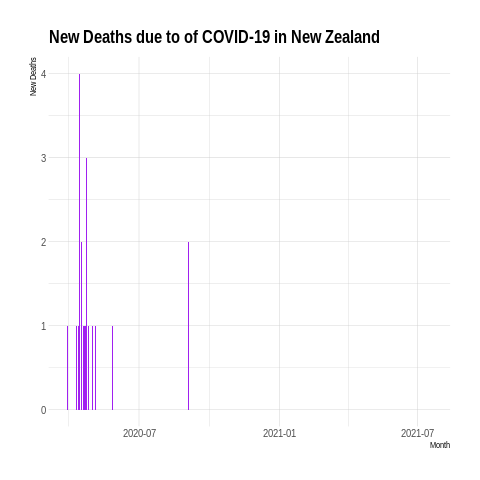 New Deaths due to of COVID-19 in New Zealand
New Deaths
4
3
2
1
0
2020-07
2021-01
2021-07
Month